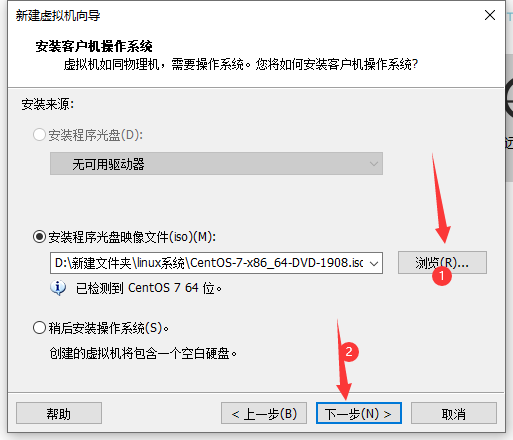 新建虚拟机向导
安装客户机操作系统
虚拟机如同物理机，需要操作系统。您将如何安装客户机操作系统?
安装来源:
安装程序光盘(D):
无可用驱动器
安装程序光盘映像文件(iso)(M):
D:\新建文件夹\linux系统\CentOS-7-x86_64-DVD-1908.iso
浏览(R)...
1
已检测到 CentOS 7 64 位。
稍后安装操作系统(S)。
创建的虚拟机将包含一个空白硬盘。
2
帮助
< 上一步(B)
下一步(N) >
取消